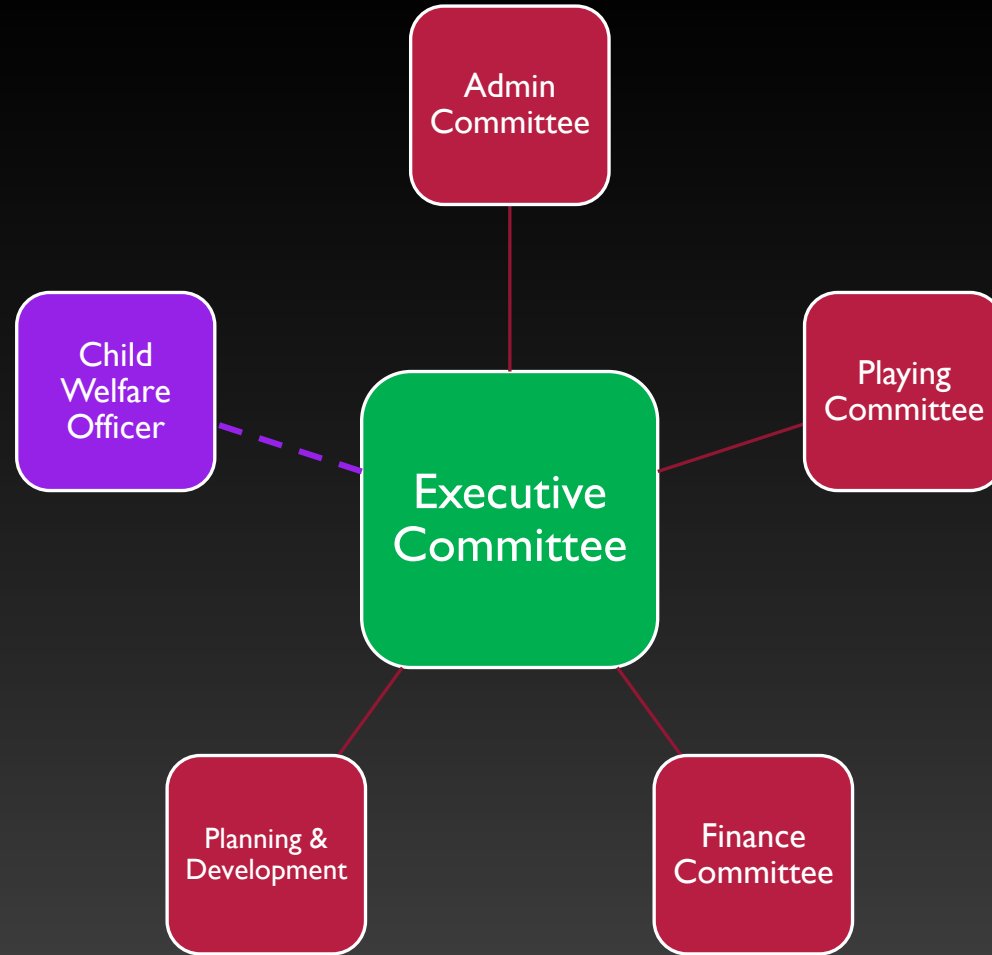 Admin
Committee
Child
Welfare
Officer
Playing
Committee
Executive
Committee
Planning &
Development
Finance
Committee